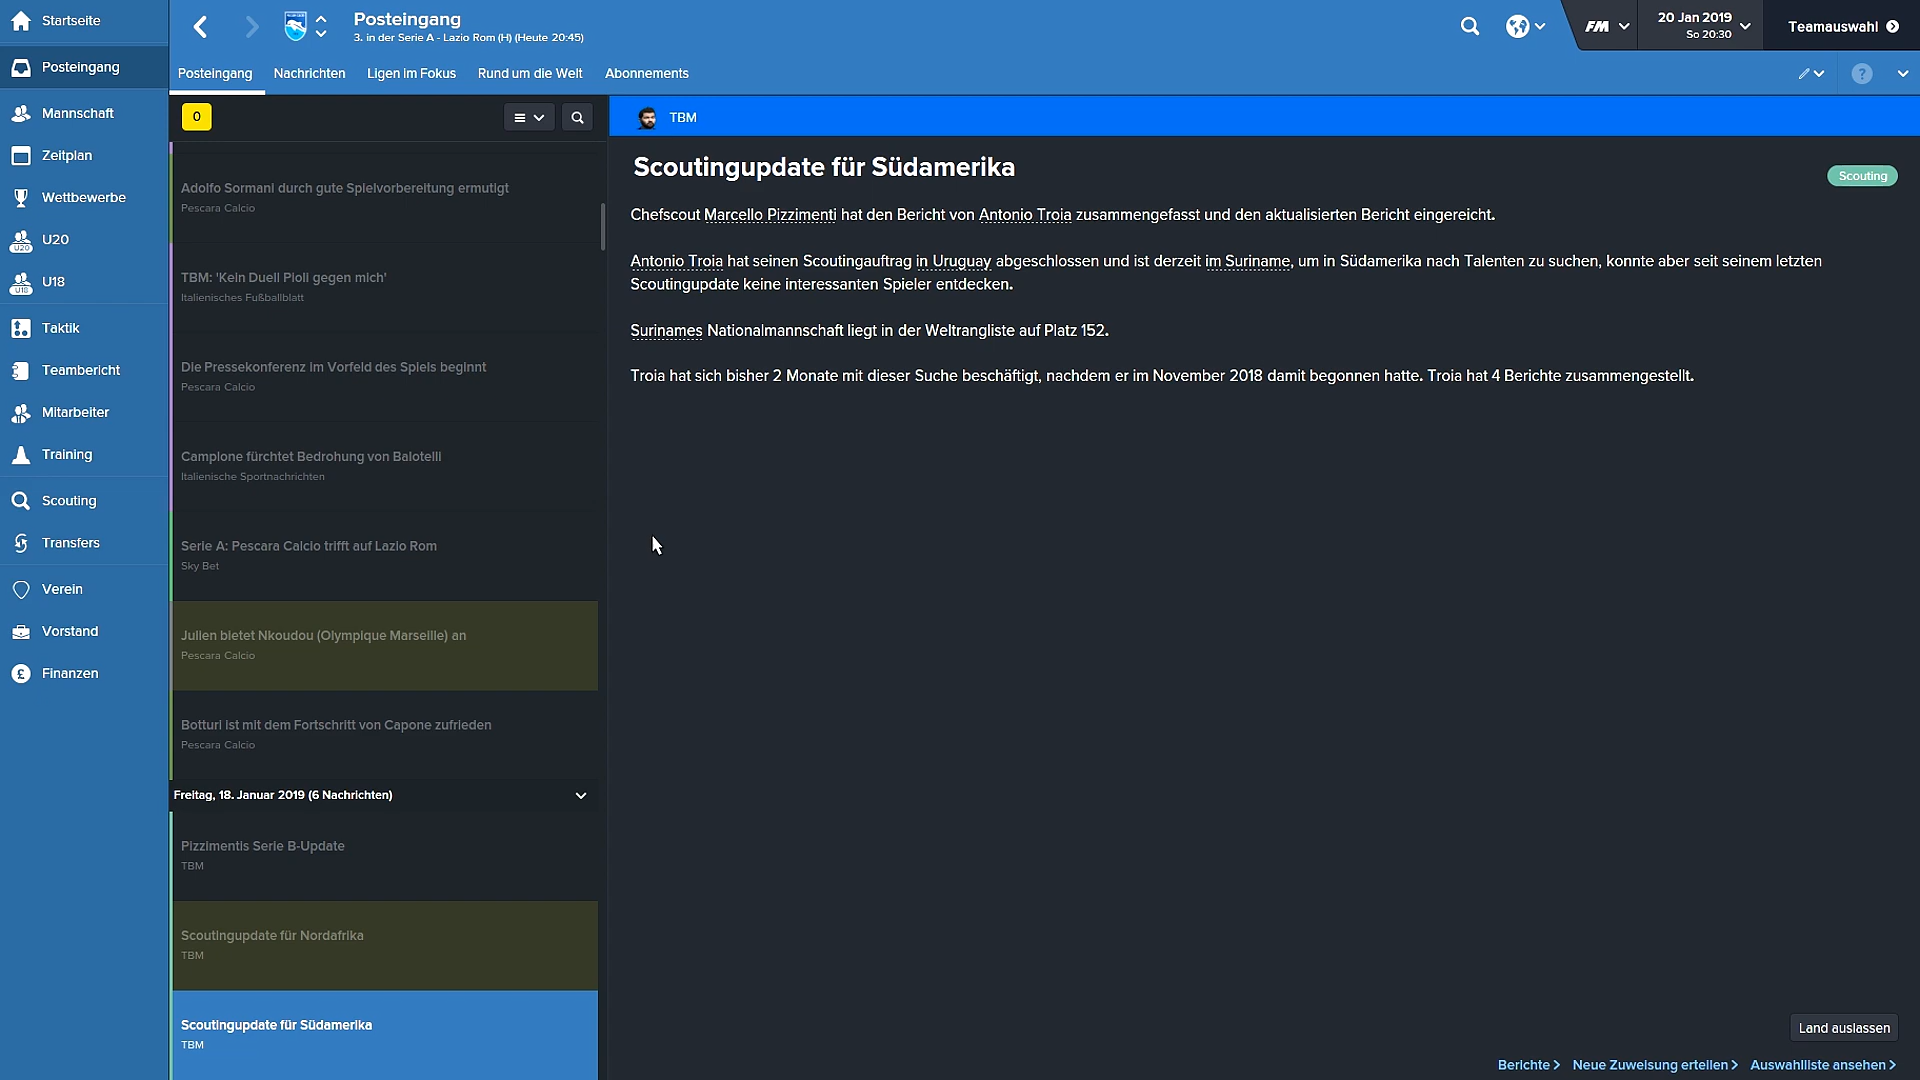 Startseite
Posteingang
Mannschaft
Zeitplan
Wettbewerbe
U20
U20
U18
U18
Taktik
Teambericht
Mitarbeiter
Training
Scouting
Transfers
Verein
Vorstand
£ Finanzen
Posteingang
3. in der Serie A - Lazio Rom (H) (Heute 20:45)
FM
20 Jan 2019
So 20:30
Teamauswahl
Posteingang Nachrichten Ligen im Fokus Rund um die Welt Abonnements
?
0
Adolfo Sormani durch gute Spielvorbereitung ermutigt
Pescara Calcio
TBM: 'Kein Duell Pioli gegen mich'
Italienisches Fußballblatt
Die Pressekonferenz im Vorfeld des Spiels beginnt
Pescara Calcio
Campione fürchtet Bedrohung von Balotelli
Italienische Sportnachrichten
Serie A: Pescara Calcio trifft auf Lazio Rom
Sky Bet
Julien bietet Nkoudou (Olympique Marseille) an
Pescara Calcio
Botturi ist mit dem Fortschritt von Capone zufrieden
Pescara Calcio
Freitag, 18. Januar 2019 (6 Nachrichten)
Pizzimentis Serie B-Update
TBM
Scoutingupdate für Nordafrika
TBM
Scoutingupdate für Südamerika
TBM
TBM
Scoutingupdate für Südamerika
Scouting
Chefscout Marcello Pizzimenti hat den Bericht von Antonio Troia zusammengefasst und den aktualisierten Bericht eingereicht.
Antonio Troia hat seinen Scoutingauftrag in Uruguay abgeschlossen und ist derzeit im Suriname, um in Südamerika nach Talenten zu suchen, konnte aber seit seinem letzten
Scoutingupdate keine interessanten Spieler entdecken.
Surinames Nationalmannschaft liegt in der Weltrangliste auf Platz 152.
Troia hat sich bisher 2 Monate mit dieser Suche beschäftigt, nachdem er im November 2018 damit begonnen hatte. Troia hat 4 Berichte zusammengestellt.
Land auslassen
Berichte > Neue Zuweisung erteilen > Auswahlliste ansehen >